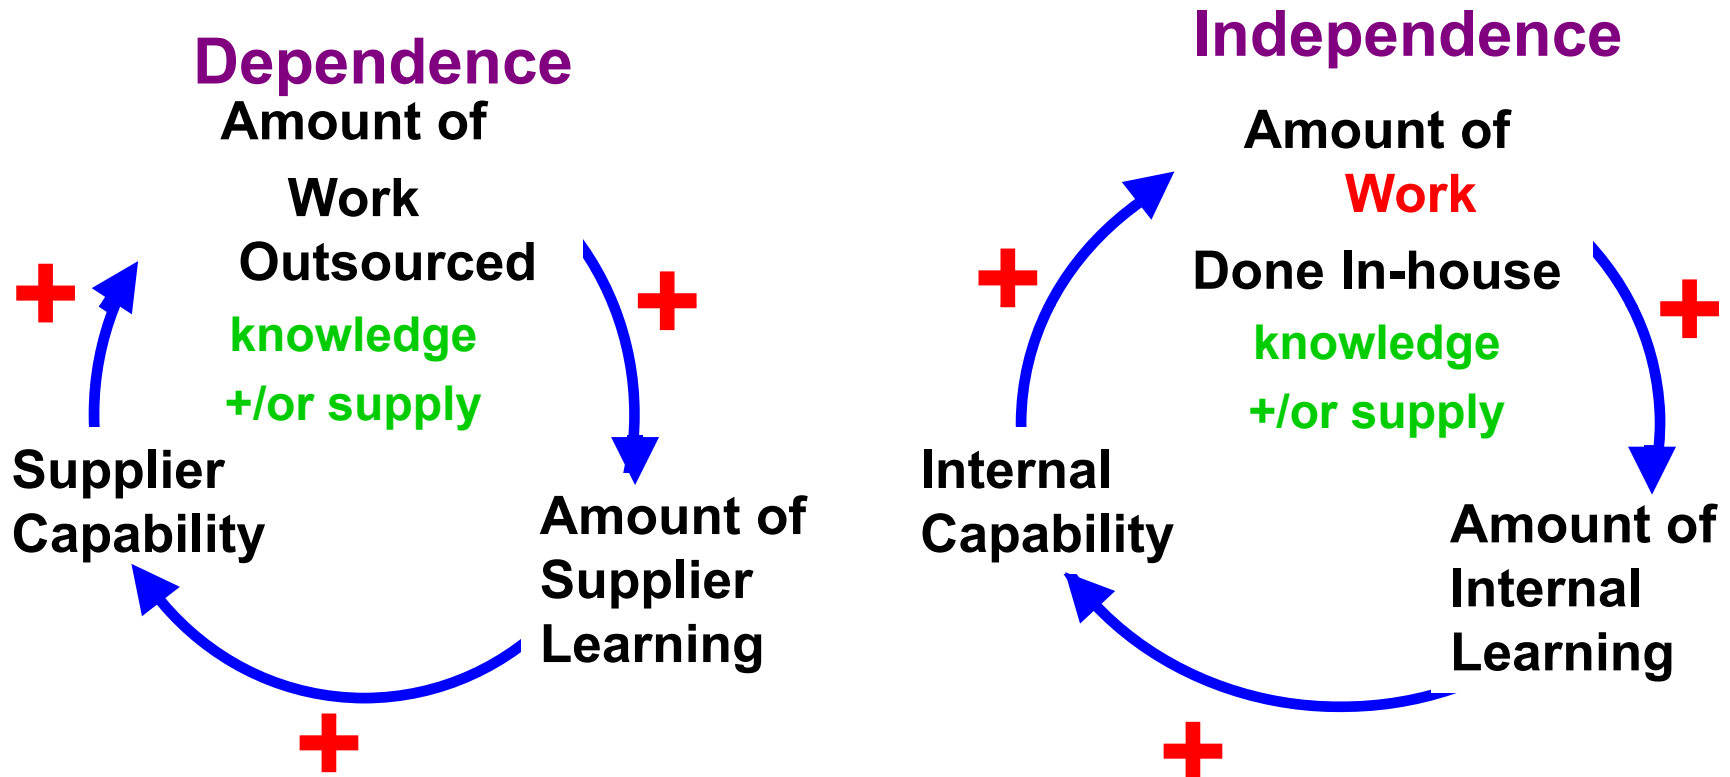 Dependence
Amount of
Work
Outsourced
knowledge
+/or supply
+
+
Supplier
Capability
Amount of
Supplier
Learning
+
Independence
Amount of
Work
Done In-house
knowledge
+/or supply
+
+
Internal
Capability
Amount of
Internal
Learning
+